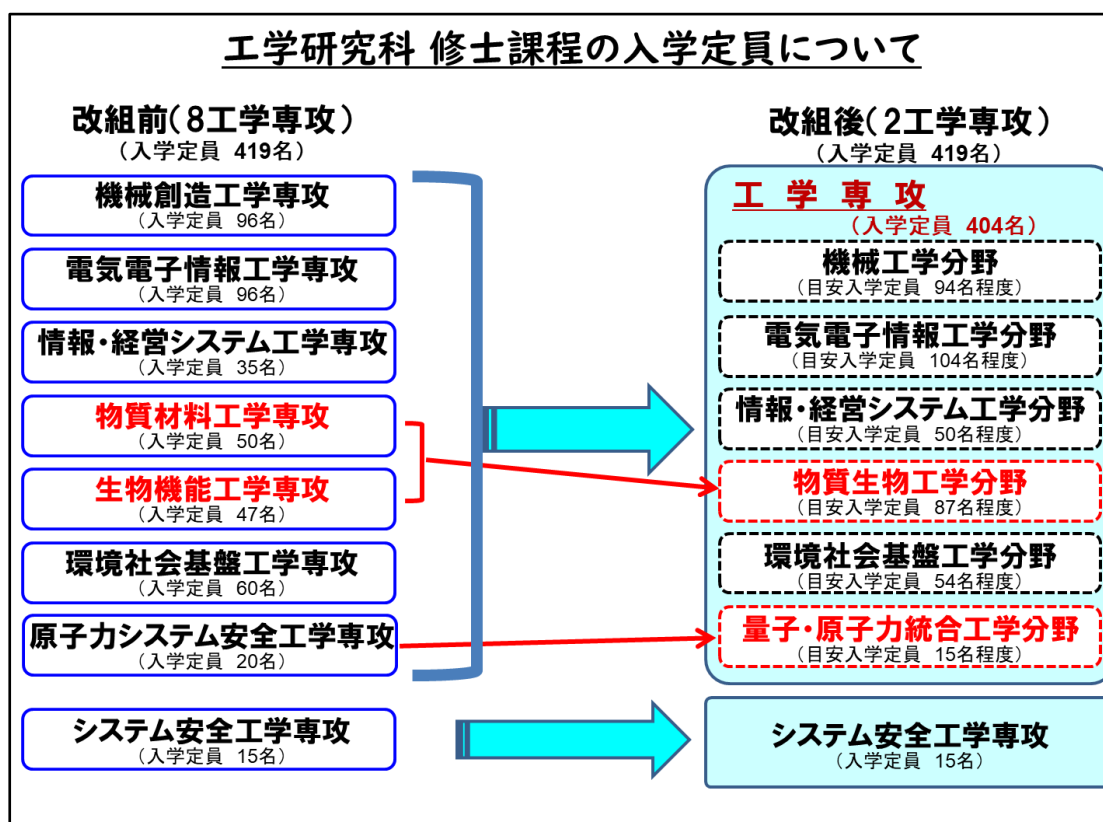 工学研究科 修士課程の入学定員について
改組前(8工学専攻)
(入学定員 419名)
機械創造工学専攻
(入学定員 96名)
電気電子情報工学専攻
(入学定員 96名)
情報・経営システム工学専攻
(入学定員 35名)
物質材料工学専攻
(入学定員 50名)
生物機能工学専攻
(入学定員 47名)
環境社会基盤工学専攻
(入学定員 60名)
原子力システム安全工学専攻
(入学定員 20名)
システム安全工学専攻
(入学定員 15名)
改組後(2工学専攻)
(入学定員 419名)
工 学 専 攻
(入学定員 404名)
機械工学分野
(目安入学定員 94名程度)
電気電子情報工学分野
(目安入学定員 104名程度)
情報・経営システム工学分野
(目安入学定員 50名程度)
物質生物工学分野
(目安入学定員 87名程度)
環境社会基盤工学分野
(目安入学定員 54名程度)
量子・原子力統合工学分野
(目安入学定員 15名程度)
システム安全工学専攻
(入学定員 15名)